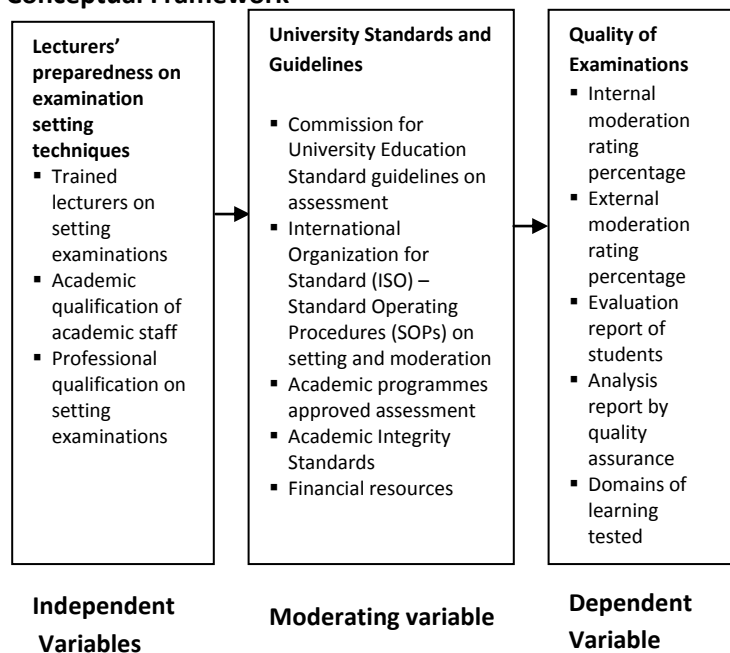 Conceptual Framework
Lecturers'
preparedness on
examination
setting
techniques
▪ Trained
lecturers on
setting
examinations
▪ Academic
qualification of
academic staff
▪ Professional
qualification on
setting
examinations
University Standards and
Guidelines
▪ Commission for
University Education
Standard guidelines on
assessment
▪ International
Organization for
Standard (ISO) –
Standard Operating
Procedures (SOPs) on
setting and moderation
▪ Academic programmes
approved assessment
▪ Academic Integrity
Standards
▪ Financial resources
Quality of
Examinations
▪ Internal
moderation
rating
percentage
▪ External
moderation
rating
percentage
▪ Evaluation
report of
students
▪ Analysis
report by
quality
assurance
▪ Domains of
learning
tested
Independent
Variables
Moderating variable
Dependent
Variable